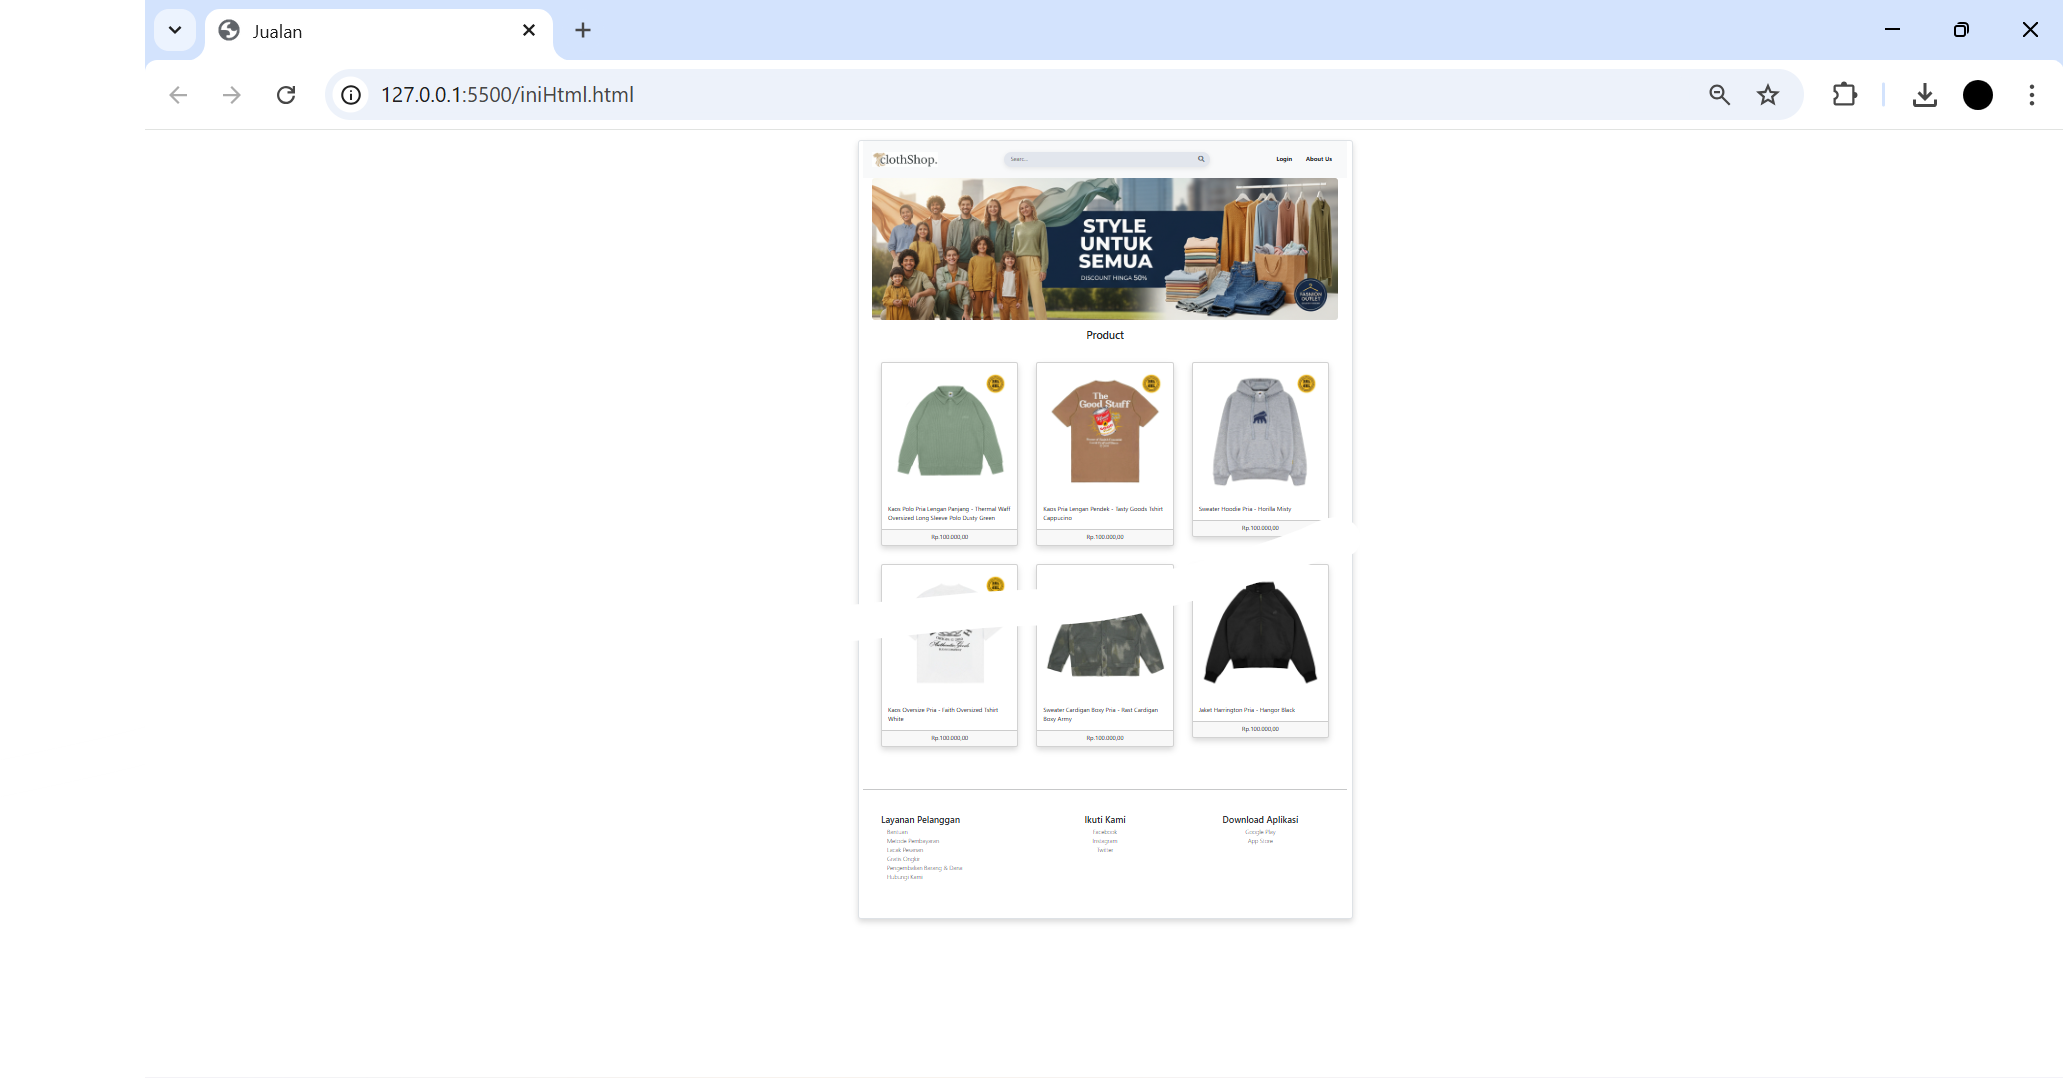 Jualan
127.0.0.1:5500/iniHtml.html
clothShop.
Searc...
Login
About Us
STYLE
UNTUK
SEMUA
DISCOUNT HINGA 50%
FASHION
OUTLET
Product
The
Good Stuff
Kaos Polo Pria Lengan Panjang - Thermal Waff
Oversized Long Sleeve Polo Dusty Green
Rp.100.000,00
Kaos Pria Lengan Pendek - Tasty Goods Tshirt
Cappucino
Rp.100.000,00
Sweater Hoodie Pria - Horilla Misty
Rp.100.000,00
Authentic Goods
Kaos Oversize Pria - Faith Oversized Tshirt
White
Rp.100.000,00
Sweater Cardigan Boxy Pria - Rast Cardigan
Boxy Army
Rp.100.000,00
Jaket Harrington Pria - Hangor Black
Rp.100.000,00
Layanan Pelanggan
Bantuan
Metode Pembayaran
Lacak Pesanan
Gratis Ongkir
Pengembalian Barang & Dana
Hubungi Kami
Ikuti Kami
Facebook
Instagram
Twitter
Download Aplikasi
Google Play
App Store